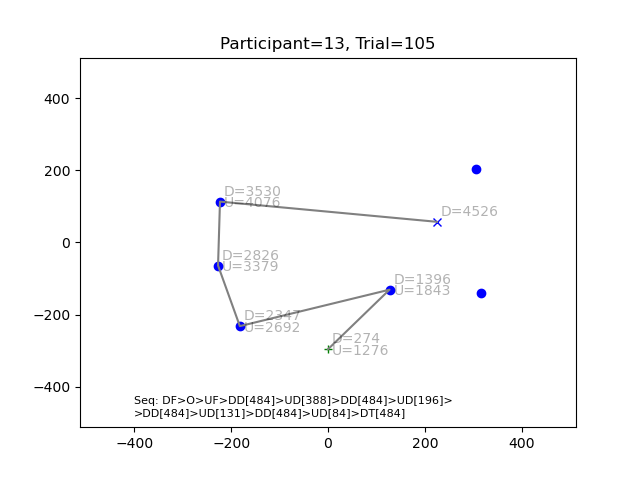 Participant=13, Trial=105
400
200
0
−200
−400
D=3530
U=4076
D=4526
D=2826
U=3379
D=1396
U=1843
D=2347
U=2692
D=274
U=1276
Seq: DF>O>UF>DD[484]>UD[388]>DD[484]>UD[196]>
>DD[484]>UD[131]>DD[484]>UD[84]>DT[484]
−400 −200 0 200 400